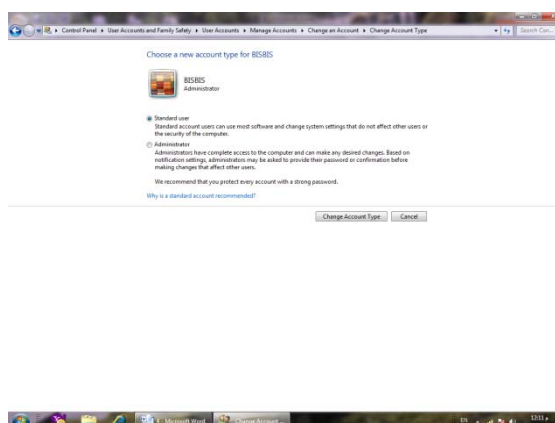 Control Panel ▸ User Accounts and Family Safety ▸ User Accounts ▸ Manage Accounts ▸ Change an Account ▸ Change Account Type
Search Con...
Choose a new account type for BISBIS
BISBIS
Administrator
Standard user
Standard account users can use most software and change system settings that do not affect other users or
the security of the computer.
Administrator
Administrators have complete access to the computer and can make any desired changes. Based on
notification settings, administrators may be asked to provide their password or confirmation before
making changes that affect other users.
We recommend that you protect every account with a strong password.
Why is a standard account recommended?
Change Account Type
Cancel
Microsoft Word
Change Account ...
EN
12:11 م